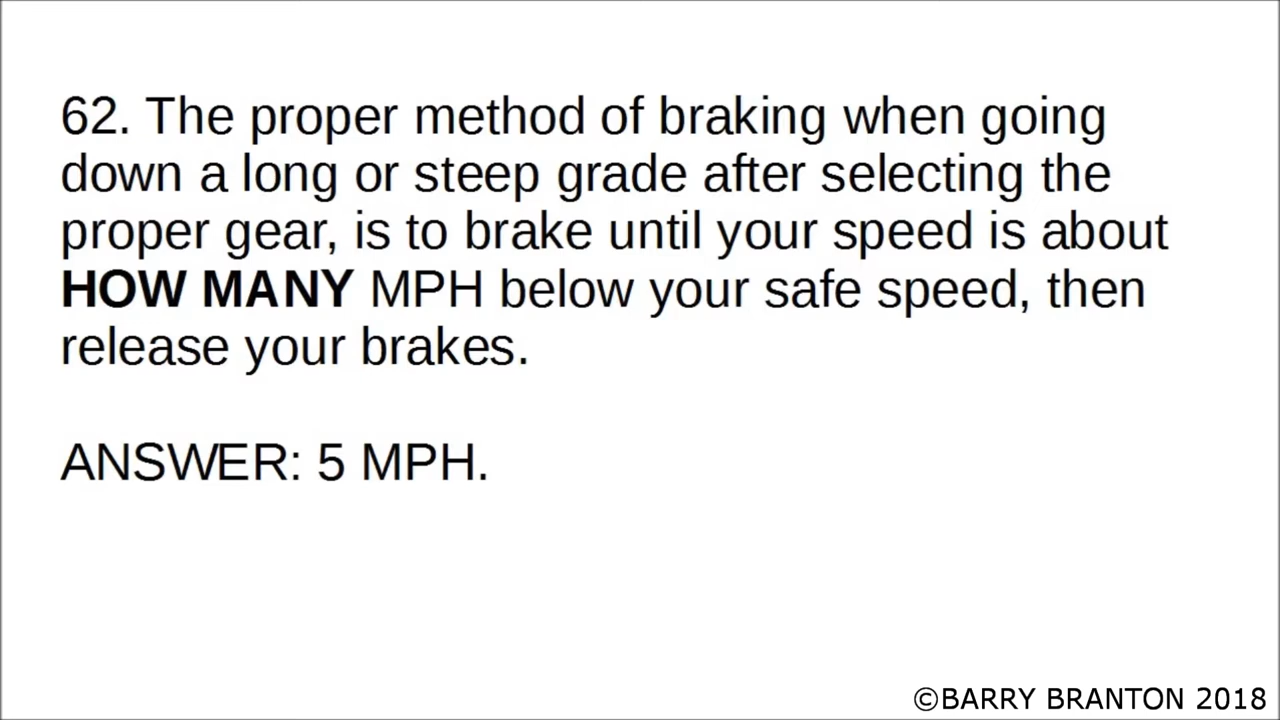 62. The proper method of braking when going
down a long or steep grade after selecting the
proper gear, is to brake until your speed is about
HOW MANY MPH below your safe speed, then
release your brakes.
ANSWER: 5 MPH.
©BARRY BRANTON 2018